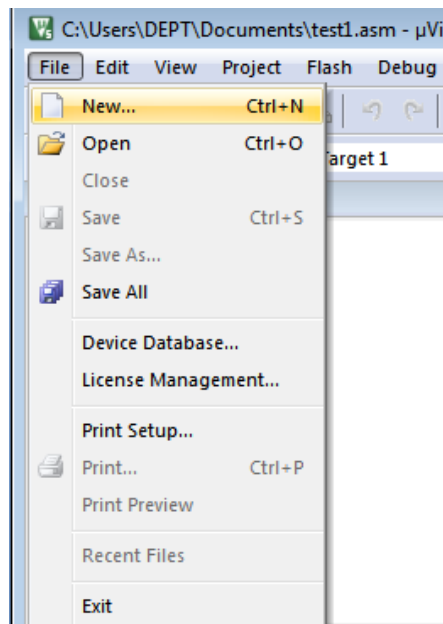 C:\Users\DEPT\Documents\test1.asm - µVi
File Edit View Project Flash Debug
New... Ctrl+N
Open Ctrl+O
Target 1
Close
Save Ctrl+S
Save As...
Save All
Device Database...
License Management...
Print Setup...
Print... Ctrl+P
Print Preview
Recent Files
Exit